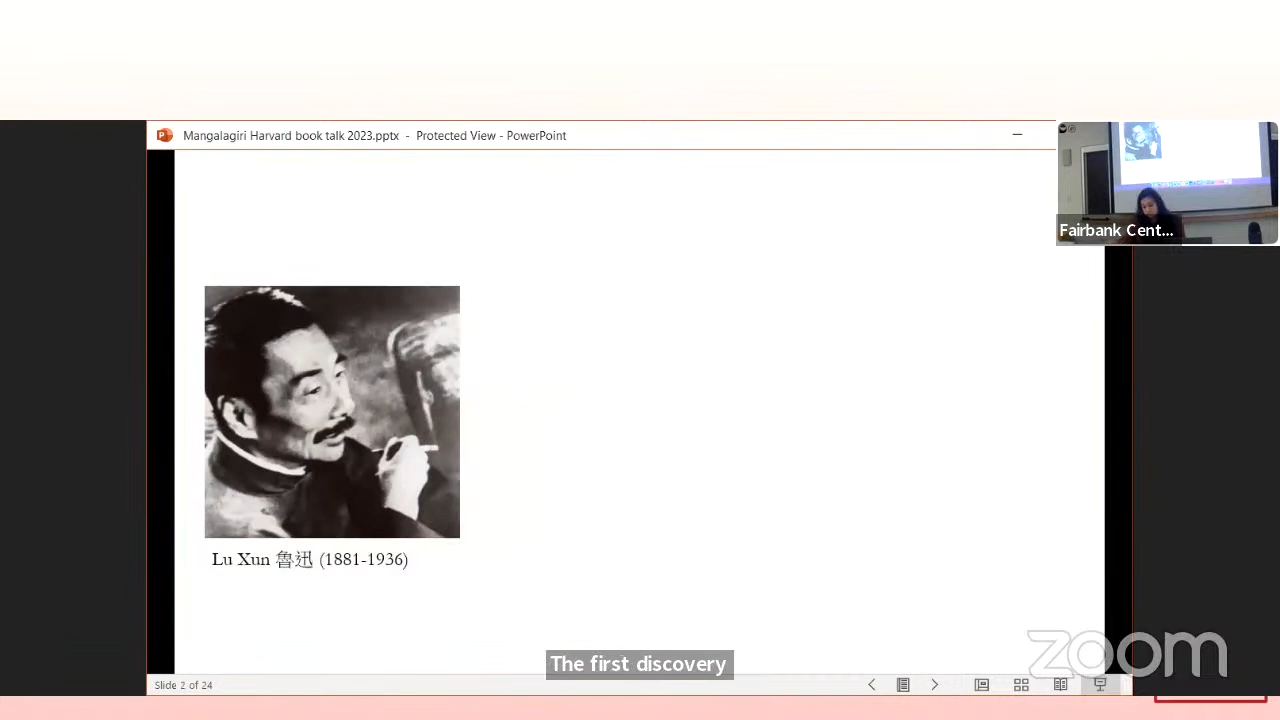 Mangalagiri Harvard book talk 2023.pptx - Protected View - PowerPoint
Fairbank Cent...
Lu Xun 魯迅 (1881-1936)
The first discovery
zoom
Slide 2 of 24